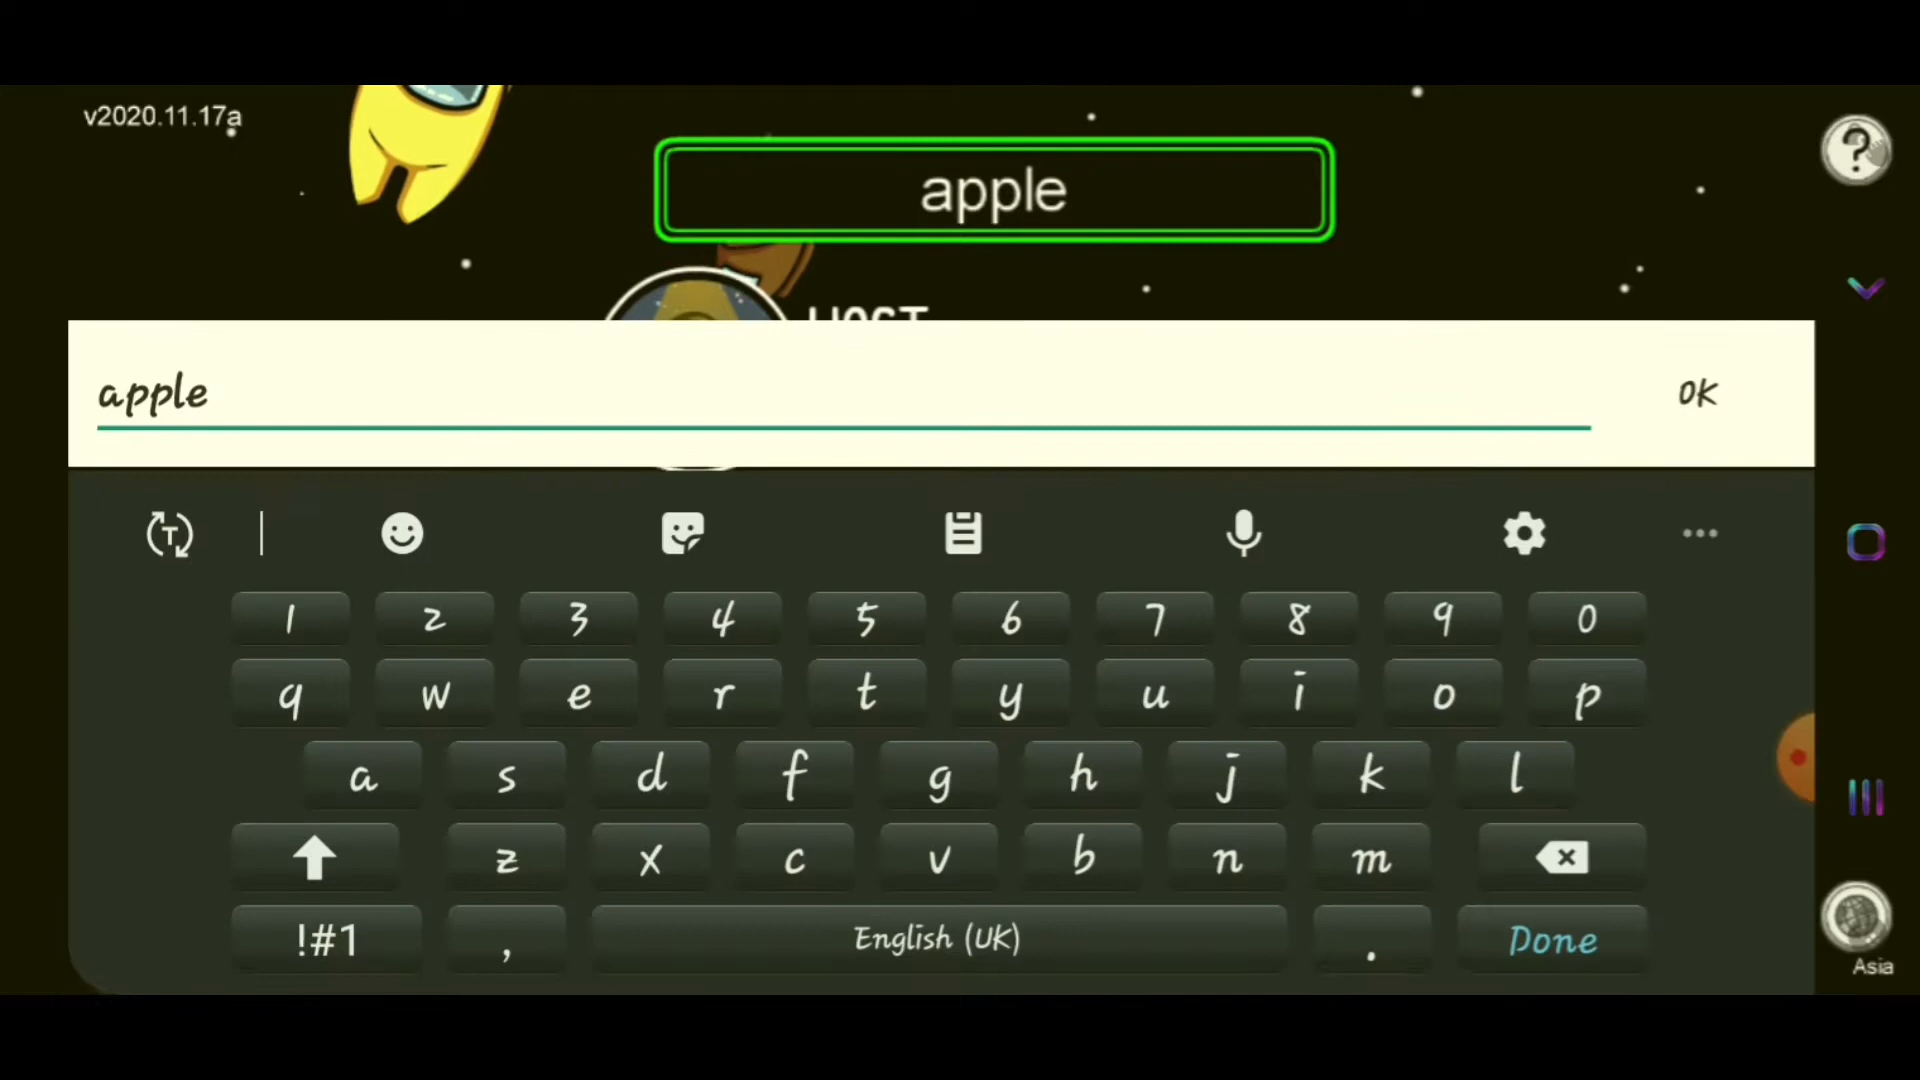 v2020.11.17a
apple
HOST
apple
OK
1 2 3 4 5 6 7 8 9 0
q w e r t y u i o p
a s d f g h j k l
z x c v b n m
!#1 , English (UK) . Done
Asia